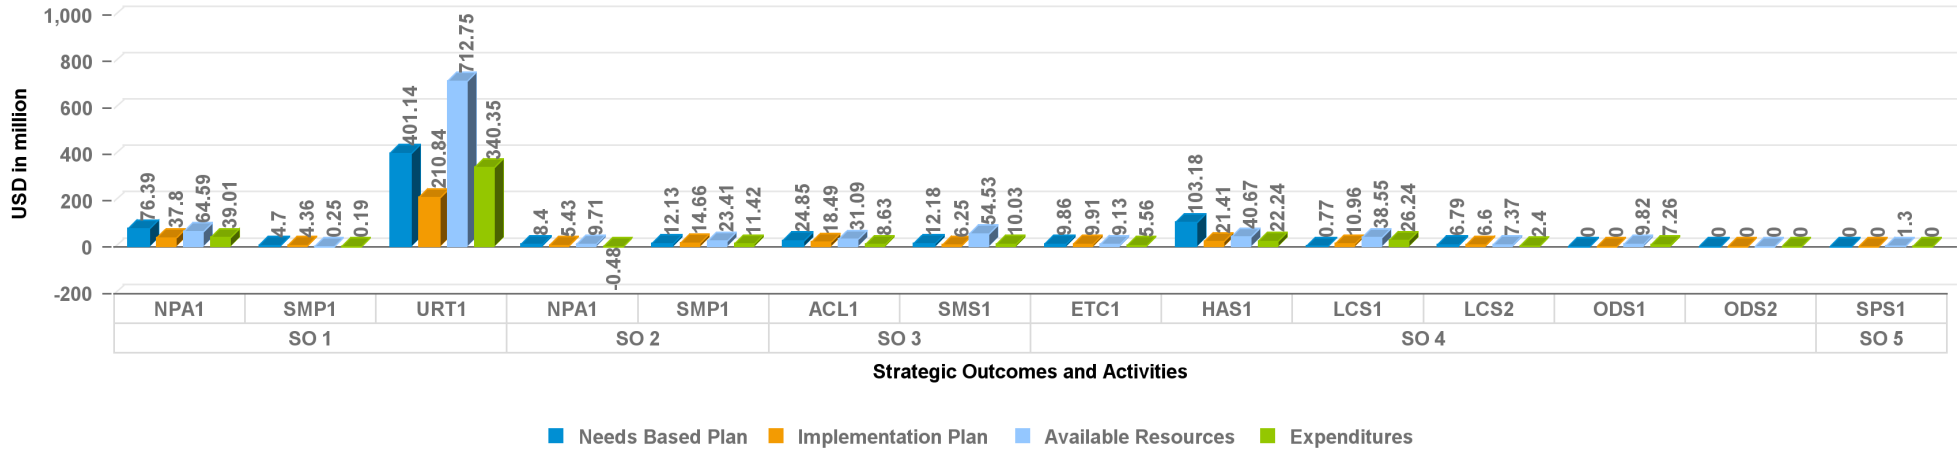 1,000
800
600
400
200
0
-200
USD in million
76.39 37.8 64.59 39.01
4.7 4.36 0.25 0.19
401.14 210.84 712.75 340.35
8.4 5.43 9.71 -0.48
12.13 14.66 23.41 11.42
24.85 18.49 31.09 8.63
12.18 6.25 54.53 10.03
9.86 9.91 9.13 5.56
103.18 21.41 40.67 22.24
0.77 10.96 38.55 26.24
6.79 6.6 7.37 2.4
0 0 9.82 7.26
0 0 0 0
0 0 1.3 0
NPA1 SMP1 URT1 NPA1 SMP1 ACL1 SMS1 ETC1 HAS1 LCS1 LCS2 ODS1 ODS2 SPS1
SO 1 SO 2 SO 3 SO 4 SO 5
Strategic Outcomes and Activities
Needs Based Plan Implementation Plan Available Resources Expenditures